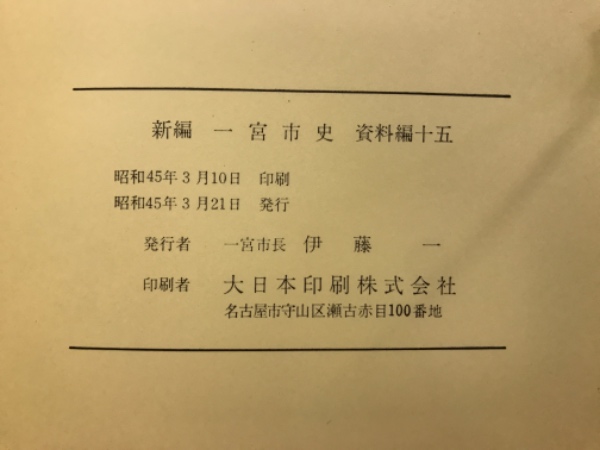 新編 一宮市史 資料編十五
昭和45年3月10日 印刷
昭和45年3月21日 発行
発行者 一宮市長 伊藤 一
印刷者 大日本印刷株式会社
名古屋市守山区瀬古赤目100番地